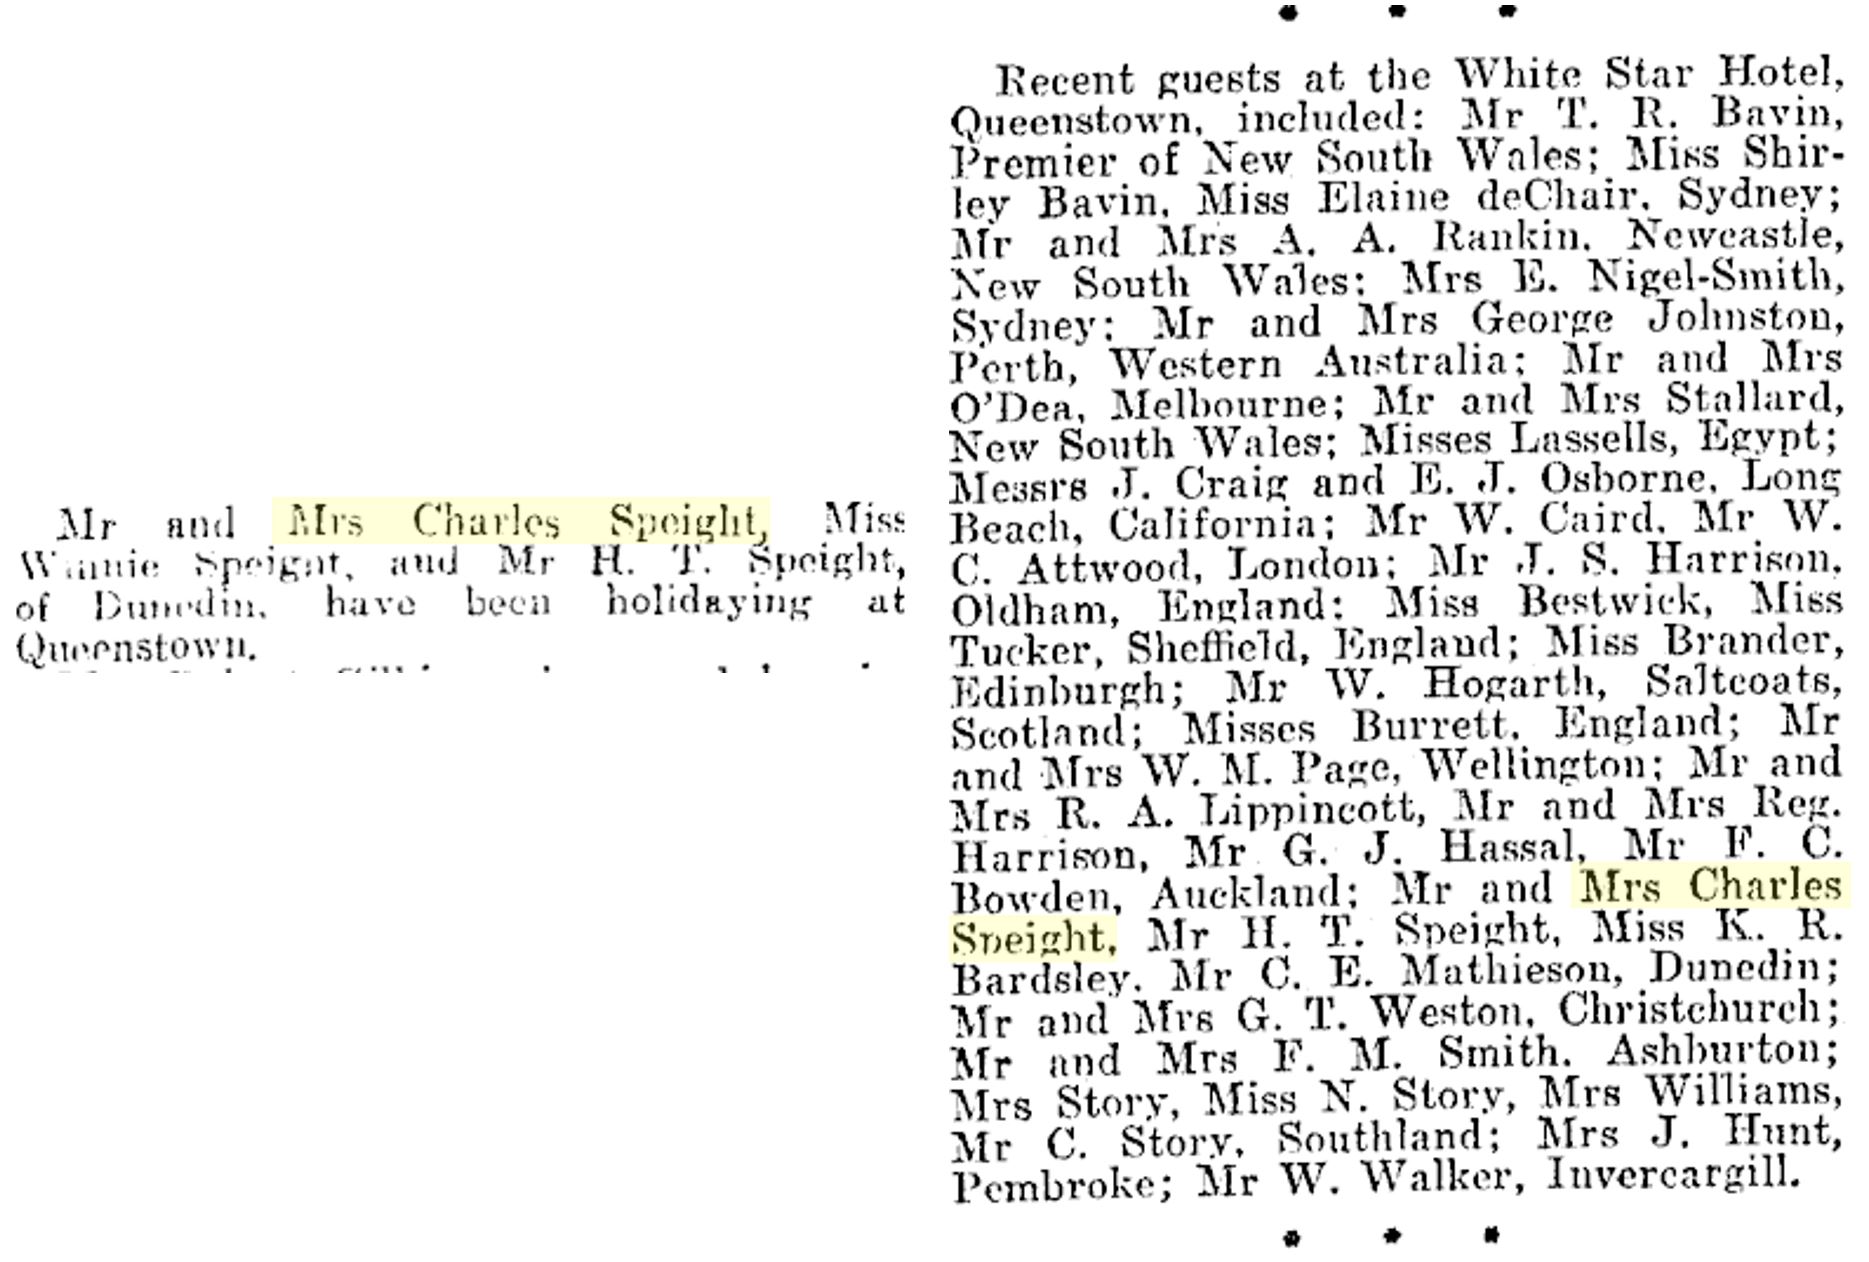 Mr and Mrs Charles Speight, Miss
Winnie Speight, and Mr H. T. Speight,
of Dunedin, have been holidaying at
Queenstown.
Recent guests at the White Star Hotel,
Queenstown, included: Mr T. R. Bavin,
Premier of New South Wales; Miss Shir-
ley Bavin, Miss Elaine deChair, Sydney;
Mr and Mrs A. A. Rankin, Newcastle,
New South Wales; Mrs E. Nigel-Smith,
Sydney; Mr and Mrs George Johnston,
Perth, Western Australia; Mr and Mrs
O'Dea, Melbourne; Mr and Mrs Stallard,
New South Wales; Misses Lassells, Egypt;
Messrs J. Craig and E. J. Osborne, Long
Beach, California; Mr W. Caird, Mr W.
C. Attwood, London; Mr J. S. Harrison,
Oldham, England; Miss Bestwick, Miss
Tucker, Sheffield, England; Miss Brander,
Edinburgh; Mr W. Hogarth, Saltcoats,
Scotland; Misses Burrett, England; Mr
and Mrs W. M. Page, Wellington; Mr and
Mrs R. A. Lippincott, Mr and Mrs Reg.
Harrison, Mr G. J. Hassal, Mr F. C.
Bowden, Auckland; Mr and Mrs Charles
Speight, Mr H. T. Speight, Miss K. R.
Bardsley, Mr C. E. Mathieson, Dunedin;
Mr and Mrs G. T. Weston, Christchurch;
Mr and Mrs F. M. Smith, Ashburton;
Mrs Story, Miss N. Story, Mrs Williams,
Mr C. Story, Southland; Mrs J. Hunt,
Pembroke; Mr W. Walker, Invercargill.